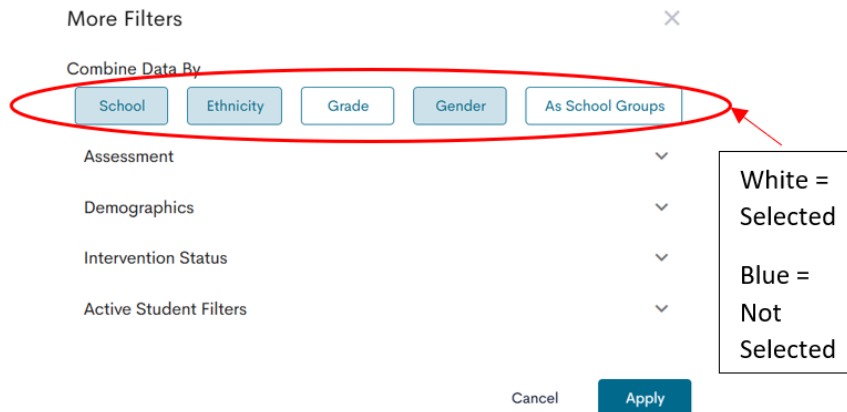 More Filters
Combine Data By
School Ethnicity Grade Gender As School Groups
Assessment
Demographics
Intervention Status
Active Student Filters
Cancel Apply
White =
Selected
Blue =
Not
Selected